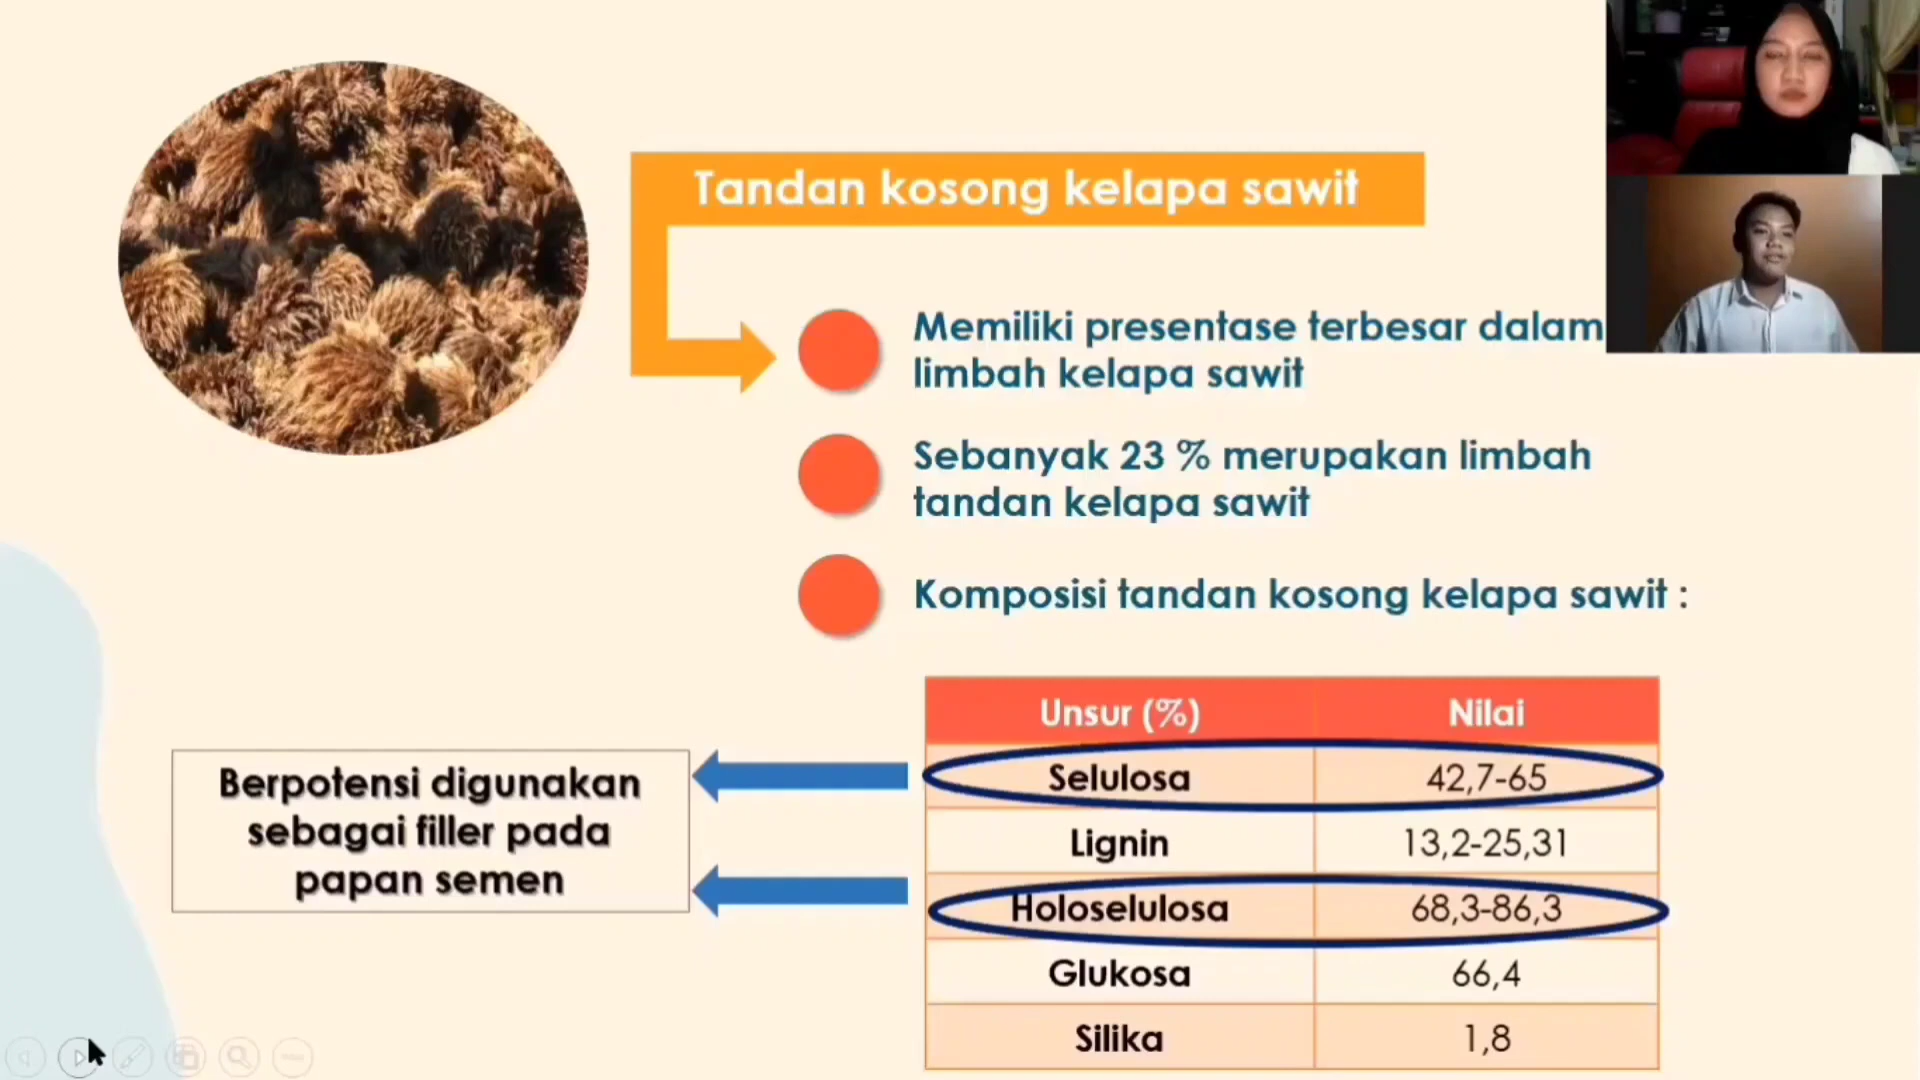 Tandan kosong kelapa sawit
Memiliki presentase terbesar dalam
limbah kelapa sawit
Sebanyak 23 % merupakan limbah
tandan kelapa sawit
Komposisi tandan kosong kelapa sawit :
Unsur (%) Nilai
Selulosa 42,7-65
Lignin 13,2-25,31
Holoselulosa 68,3-86,3
Glukosa 66,4
Silika 1,8
Berpotensi digunakan
sebagai filler pada
papan semen